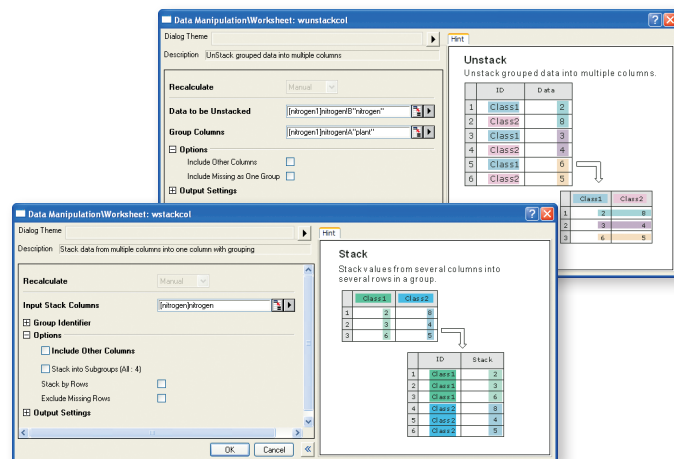 Data Manipulation\Worksheet: wunstackcol
Dialog Theme
Description UnStack grouped data into multiple columns
Recalculate Manual
Data to be Unstacked [nitrogen1]nitrogen!B"nitrogen"
Group Columns [nitrogen1]nitrogen!A"plant"
Options
Include Other Columns
Include Missing as One Group
Output Settings
Hint
Unstack
Unstack grouped data into multiple columns.
ID Data
1 Class1 2
2 Class2 8
3 Class1 3
4 Class2 4
5 Class1 6
6 Class2 5
Class1 Class2
1 2 8
2 3 4
3 6 5
Data Manipulation\Worksheet: wstackcol
Dialog Theme
Description Stack data from multiple columns into one column with grouping
Recalculate Manual
Input Stack Columns [nitrogen]nitrogen
Group Identifier
Options
Include Other Columns
Stack into Subgroups (All : 4)
Stack by Rows
Exclude Missing Rows
Output Settings
OK Cancel
Hint
Stack
Stack values from several columns into
several rows in a group.
Class1 Class2
1 2 8
2 3 4
3 6 5
ID Stack
1 Class1 2
2 Class1 3
3 Class1 6
4 Class2 8
5 Class2 4
6 Class2 5